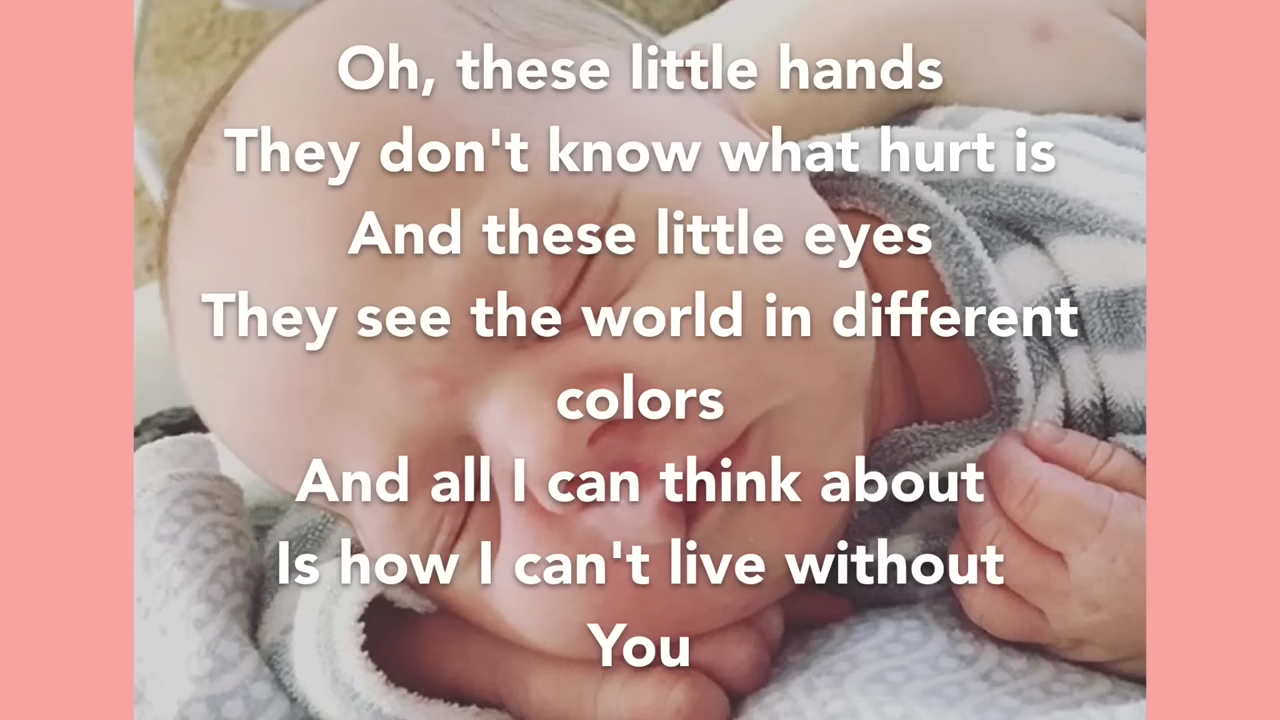 Oh, these little hands
They don't know what hurt is
And these little eyes
They see the world in different
colors
And all I can think about
Is how I can't live without
You